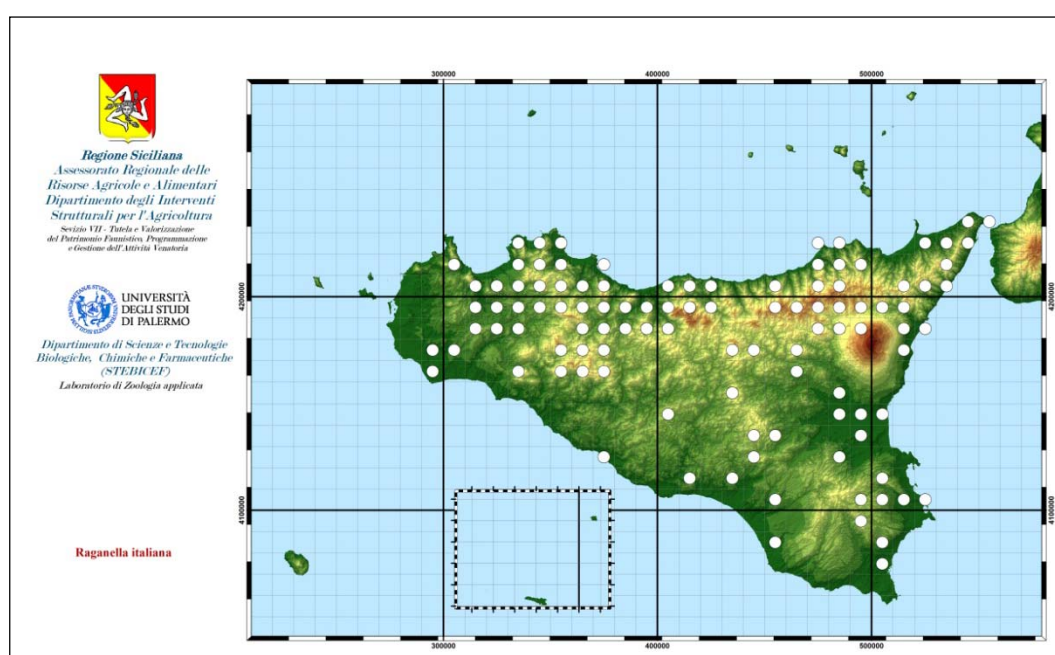 Regione Siciliana
Assessorato Regionale delle
Risorse Agricole e Alimentari
Dipartimento degli Interventi
Strutturali per l'Agricoltura
Sevizio VII - Tutela e Valorizzazione
del Patrimonio Faunistico, Programmazione
e Gestione dell'Attività Venatoria
UNIVERSITÀ
DEGLI STUDI
DI PALERMO
Dipartimento di Scienze e Tecnologie
Biologiche, Chimiche e Farmaceutiche
(STEBICEF)
Laboratorio di Zoologia applicata
Raganella italiana
300000
400000
500000
4200000
4200000
4100000
4100000
300000
400000
500000